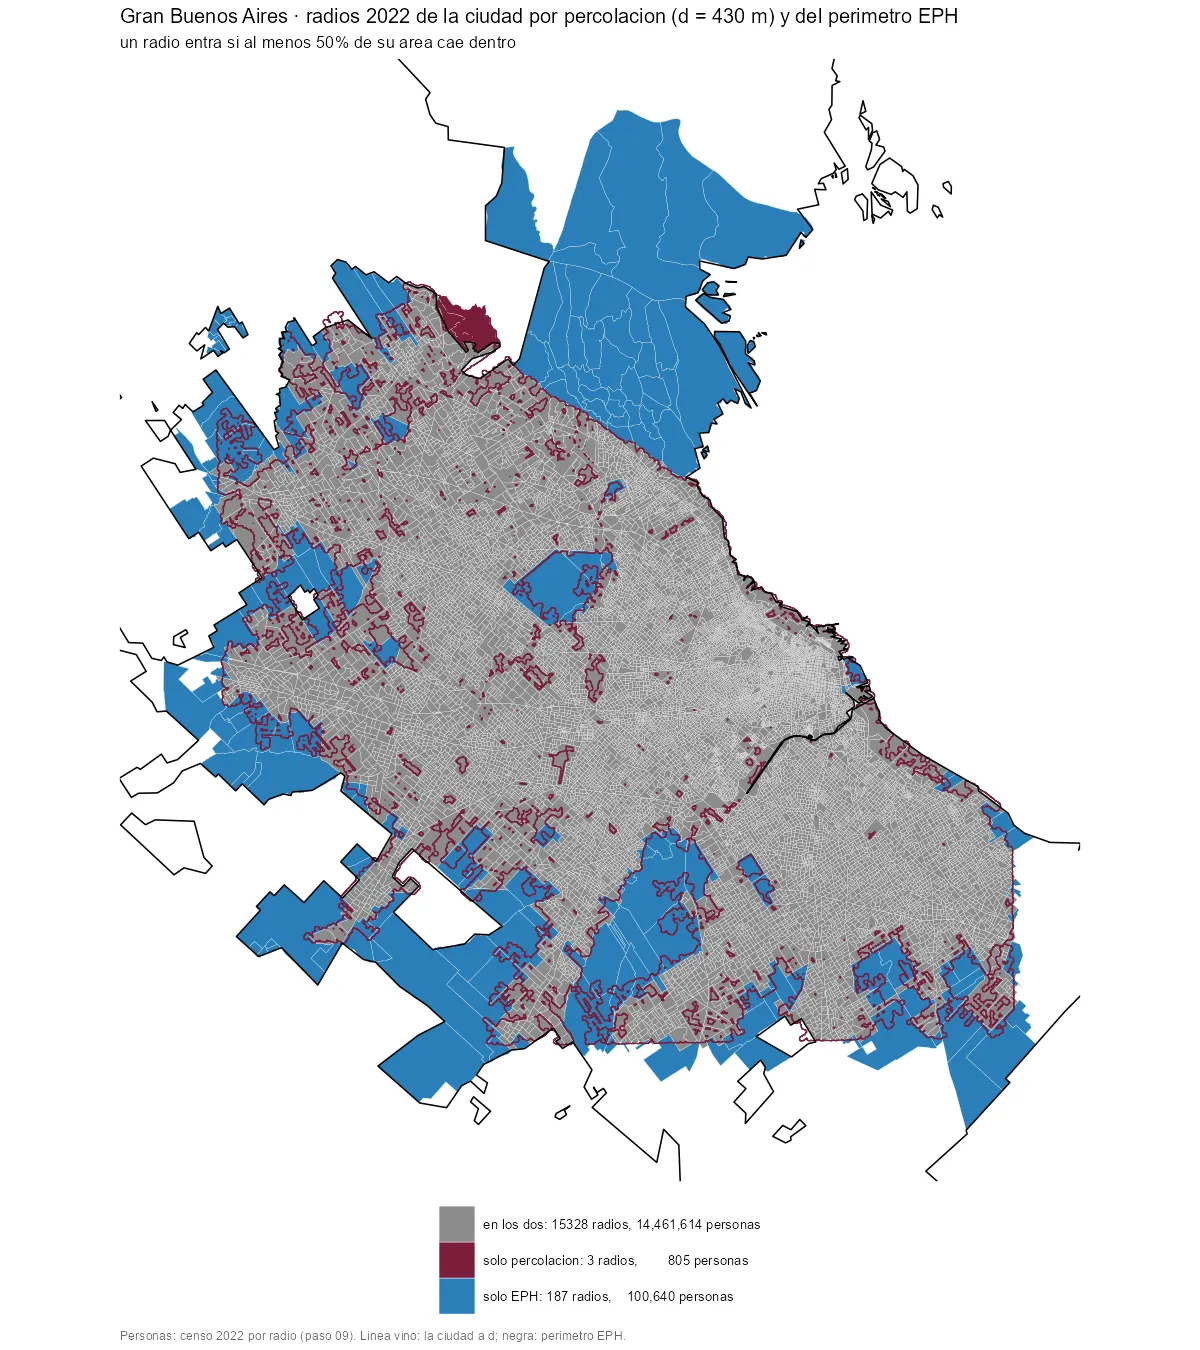 Gran Buenos Aires · radios 2022 de la ciudad por percolacion (d = 430 m) y del perimetro EPH
un radio entra si al menos 50% de su area cae dentro
en los dos: 15328 radios, 14,461,614 personas
solo percolacion: 3 radios, 805 personas
solo EPH: 187 radios, 100,640 personas
Personas: censo 2022 por radio (paso 09). Linea vino: la ciudad a d; negra: perimetro EPH.